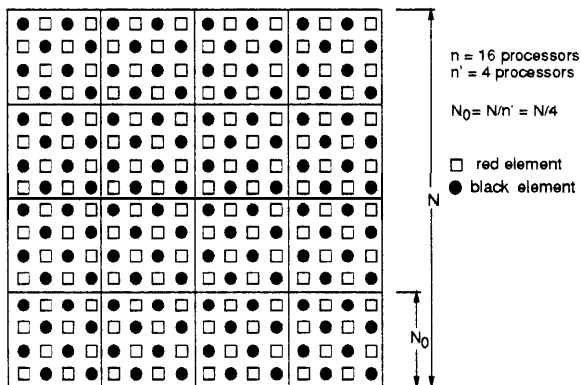 n = 16 processors
n' = 4 processors
N0= N/n' = N/4
red element
black element
N
N0